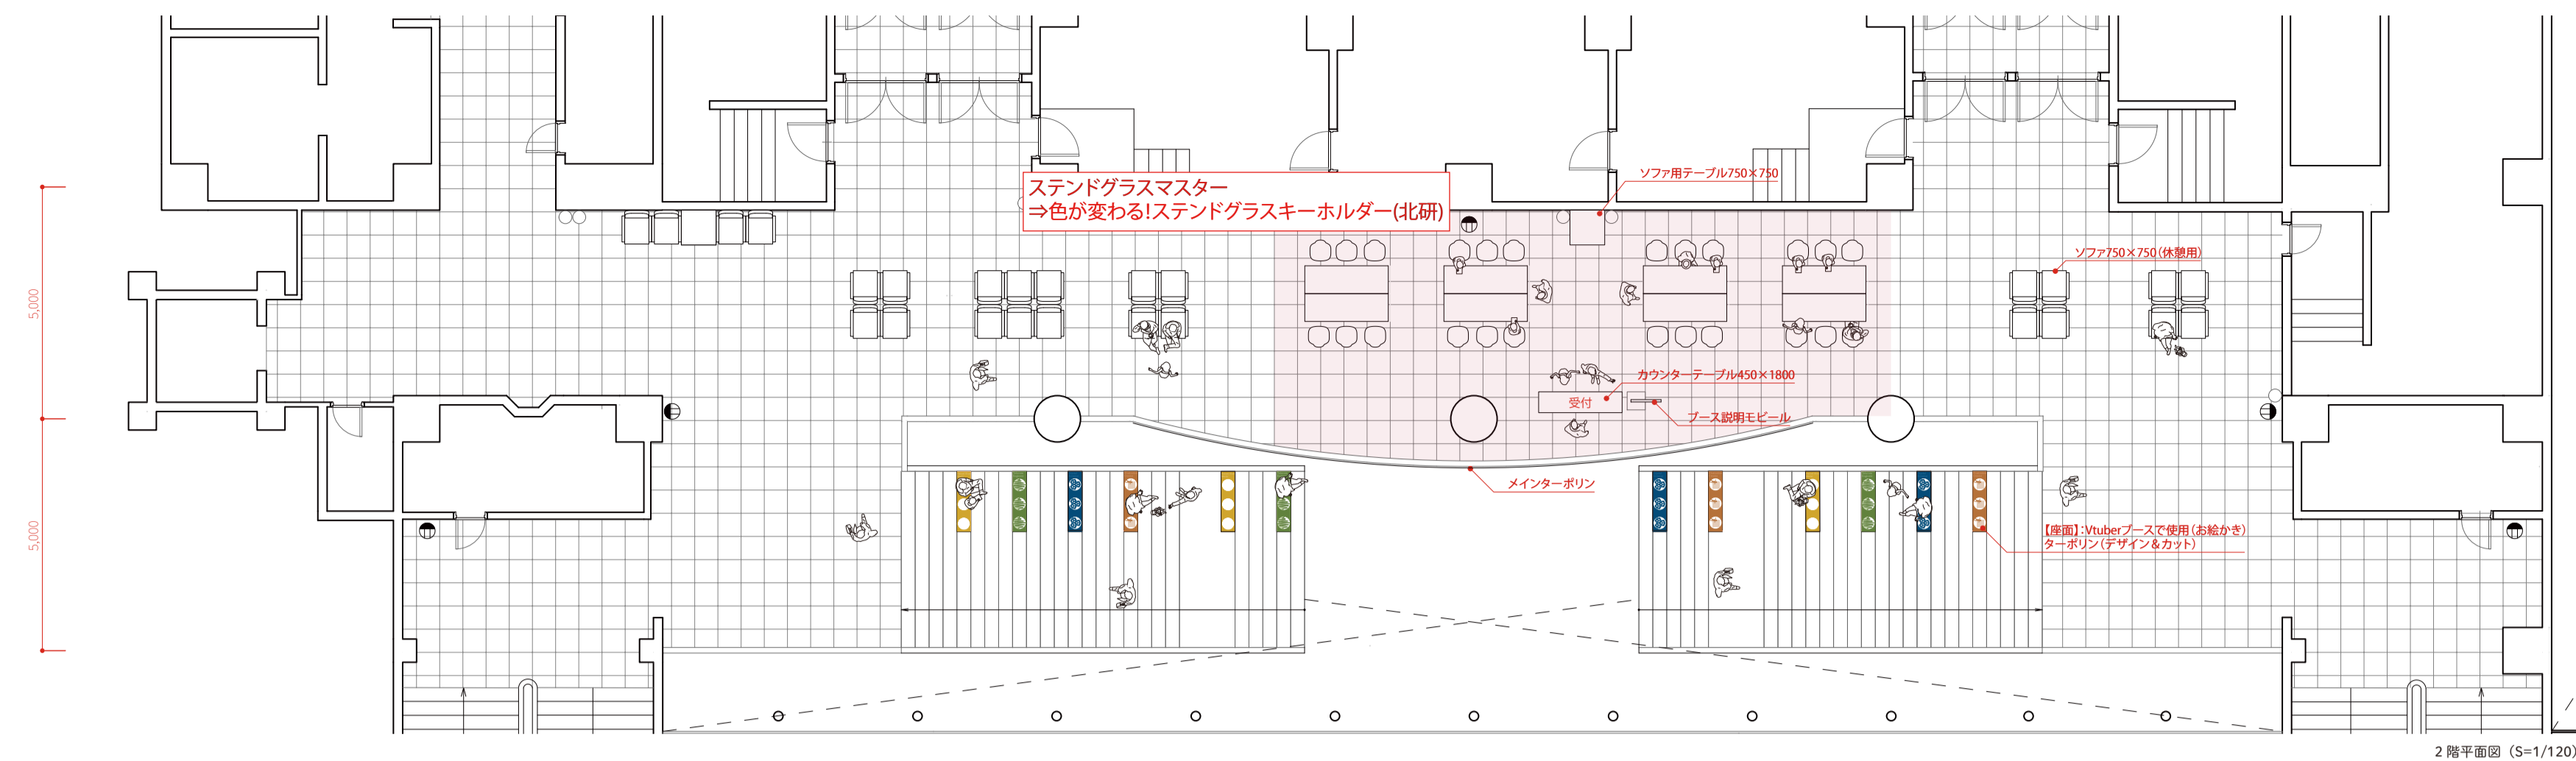 ステンドグラスマスター
⇒色が変わる!ステンドグラスキーホルダー(北研)
ソファ用テーブル750×750
ソファ750×750(休憩用)
5,000
カウンターテーブル450×1800
受付
ブース説明モビール
メインターポリン
5,000
【座面】:Vtuberブースで使用(お絵かき)
ターポリン(デザイン&カット)
2 階平面図(S=1/120)